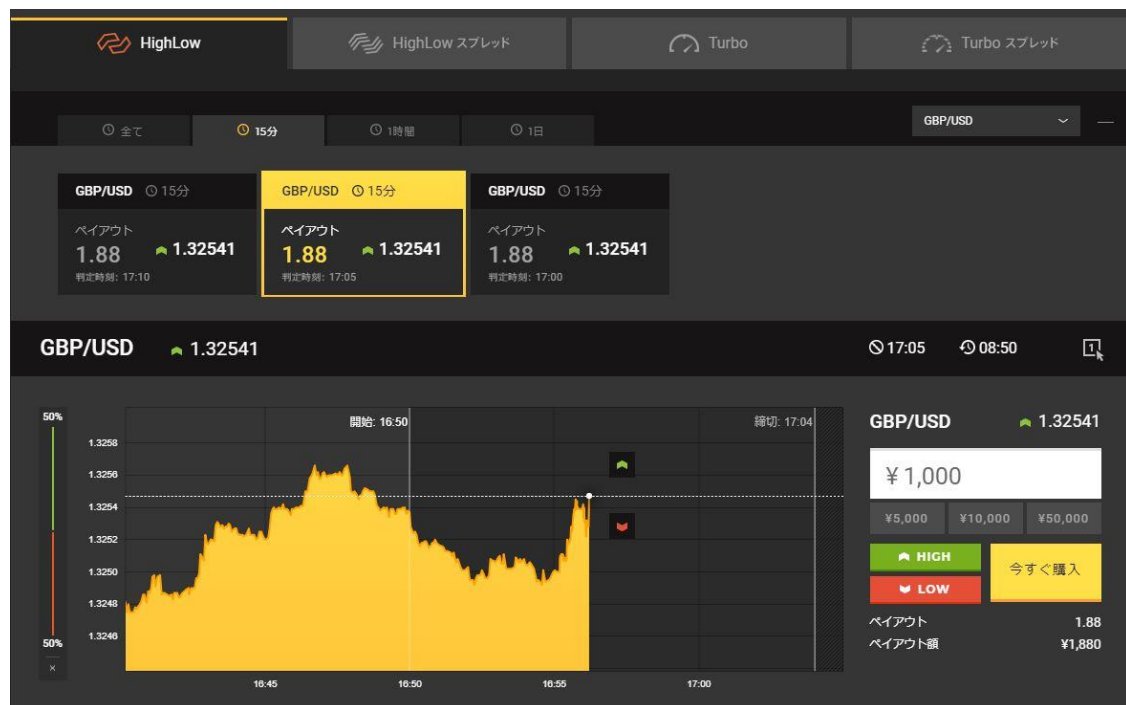 HighLow
HighLow スプレッド
Turbo
Turbo スプレッド
全て
15分
1時間
1日
GBP/USD
GBP/USD 15分
ペイアウト
1.88 1.32541
判定時刻: 17:10
GBP/USD 15分
ペイアウト
1.88 1.32541
判定時刻: 17:05
GBP/USD 15分
ペイアウト
1.88 1.32541
判定時刻: 17:00
GBP/USD 1.32541
17:05 08:50 1
50%
50%
×
開始: 16:50
締切: 17:04
1.3258
1.3256
1.3254
1.3252
1.3250
1.3248
1.3246
16:45 16:50 16:55 17:00
GBP/USD 1.32541
¥ 1,000
¥5,000 ¥10,000 ¥50,000
HIGH
LOW
今すぐ購入
ペイアウト 1.88
ペイアウト額 ¥1,880